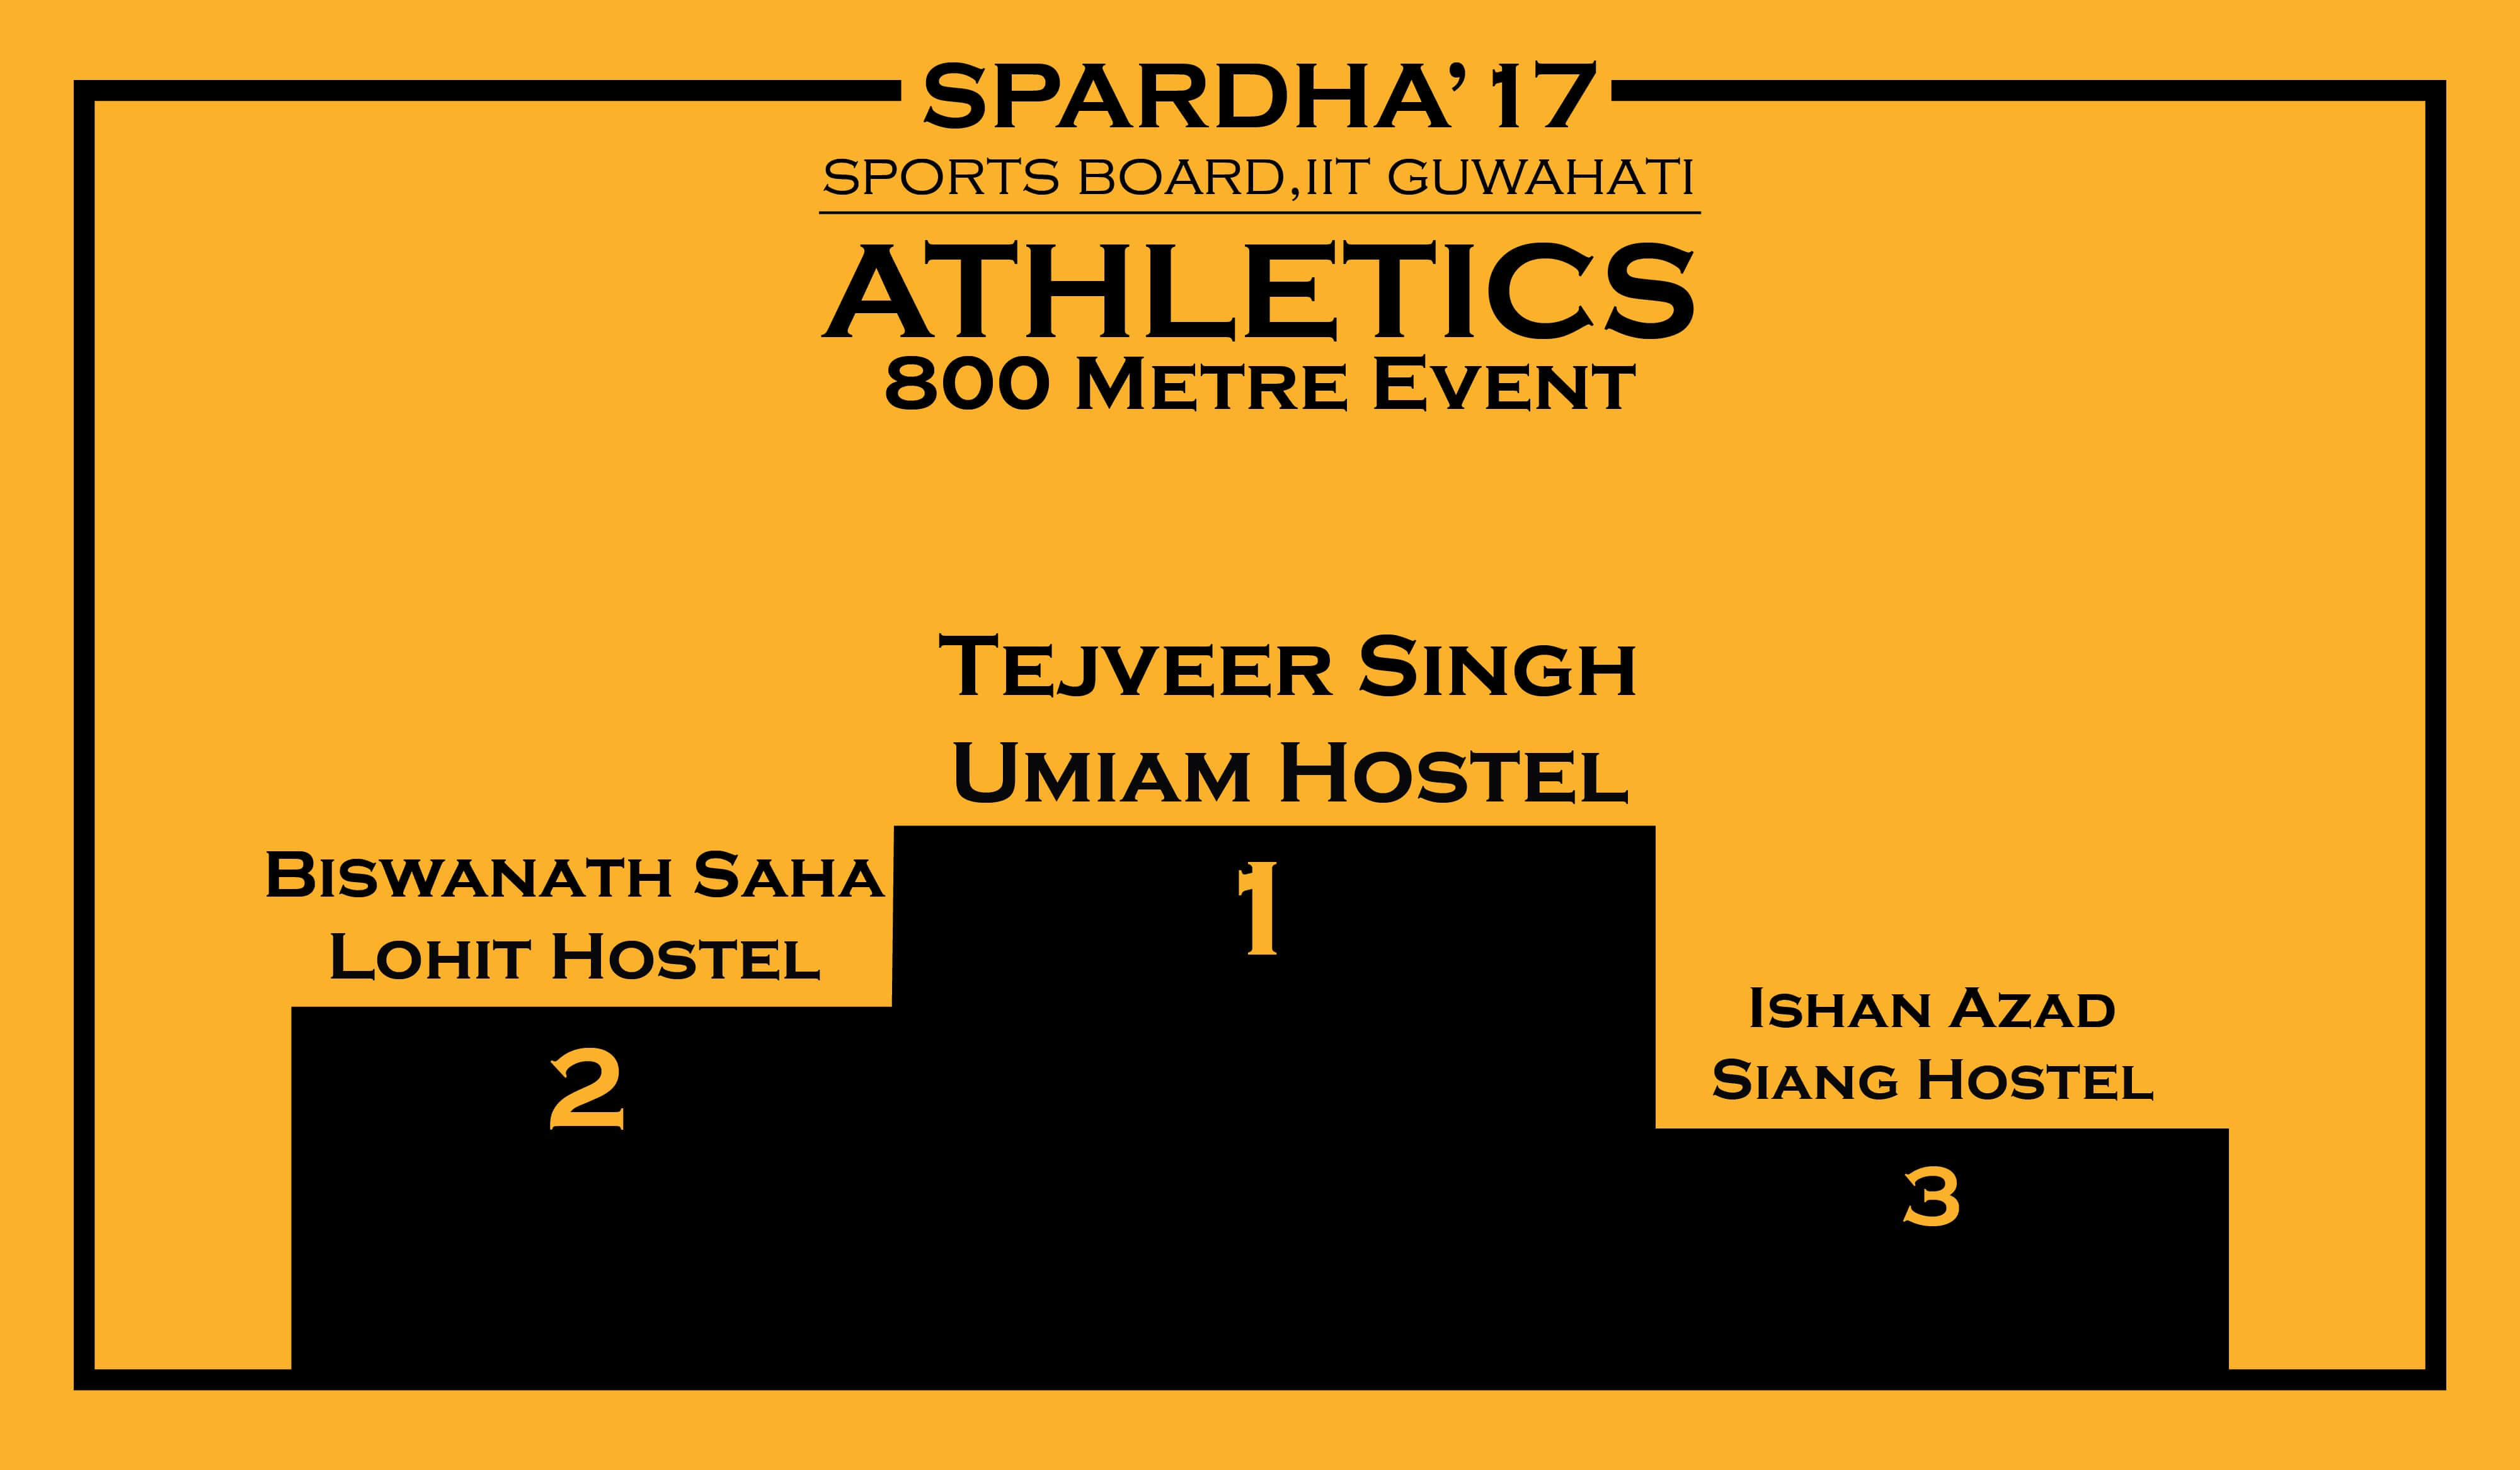 SPARDHA' 17
SPORTS BOARD,IIT GUWAHATI
ATHLETICS
800 METRE EVENT
TEJVEER SINGH
UMIAM HOSTEL
1
BISWANATH SAHA
LOHIT HOSTEL
2
ISHAN AZAD
SIANG HOSTEL
3